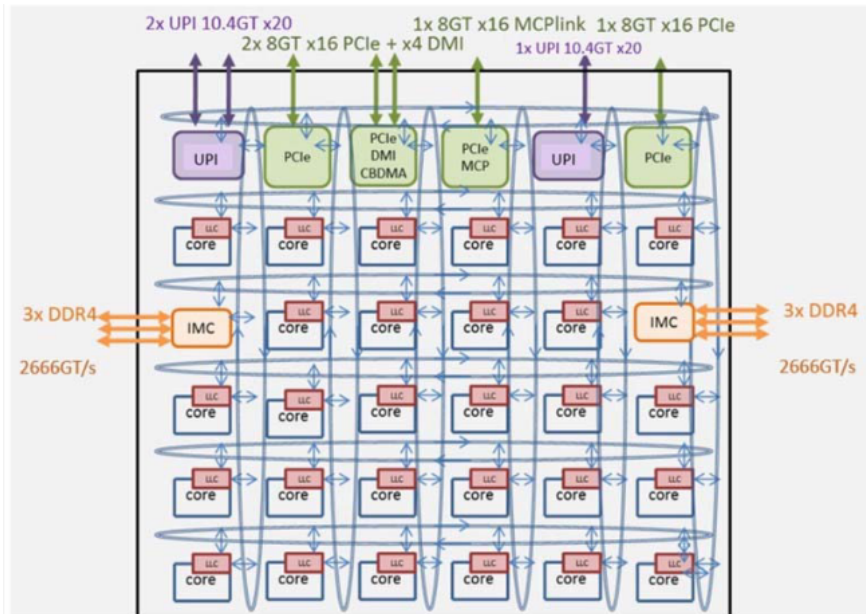 2x UPI 10.4GT x20
1x 8GT x16 MCPlink
1x 8GT x16 PCIe
2x 8GT x16 PCIe + x4 DMI
1x UPI 10.4GT x20
UPI
PCIe
PCIe
DMI
CBDMA
PCIe
MCP
UPI
PCIe
LLC LLC LLC LLC LLC LLC
core core core core core core
3x DDR4
IMC
LLC LLC LLC LLC
core core core core
IMC
3x DDR4
2666GT/s
2666GT/s
LLC LLC LLC LLC LLC LLC
core core core core core core
LLC LLC LLC LLC LLC LLC
core core core core core core
LLC LLC LLC LLC LLC LLC
core core core core core core